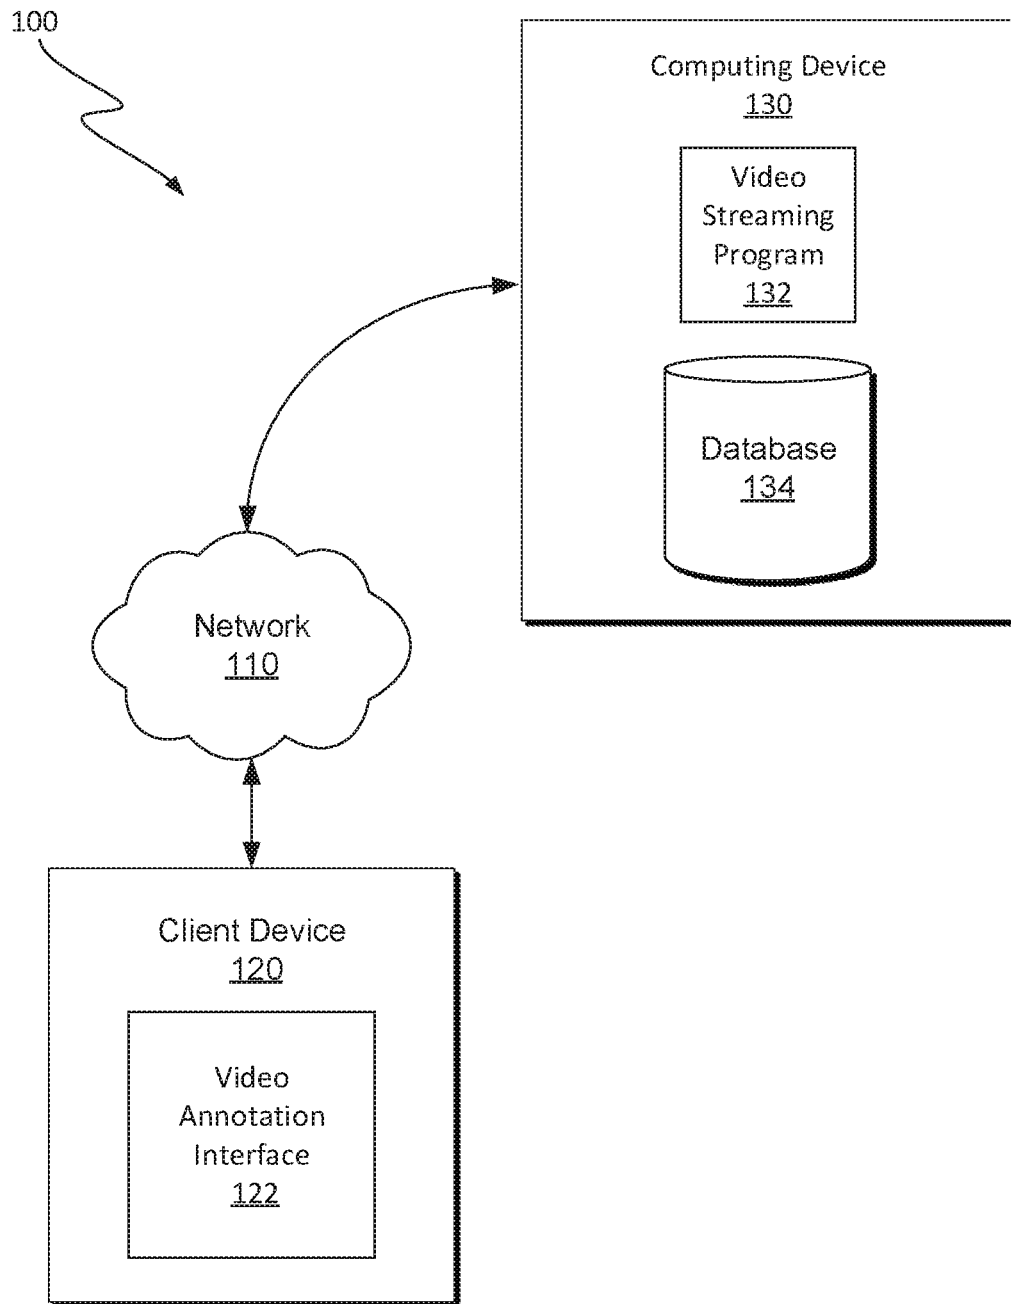 100
Computing Device
130
Video
Streaming
Program
132
Database
134
Network
110
Client Device
120
Video
Annotation
Interface
122